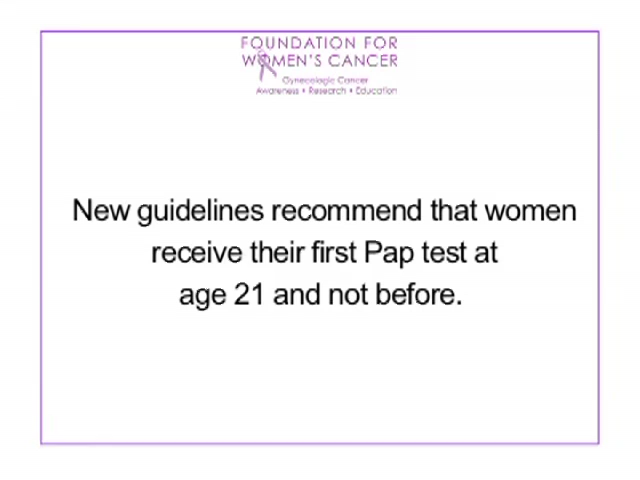 FOUNDATION FOR
WOMEN'S CANCER
Gynecologic Cancer
Awareness • Research • Education
New guidelines recommend that women
receive their first Pap test at
age 21 and not before.